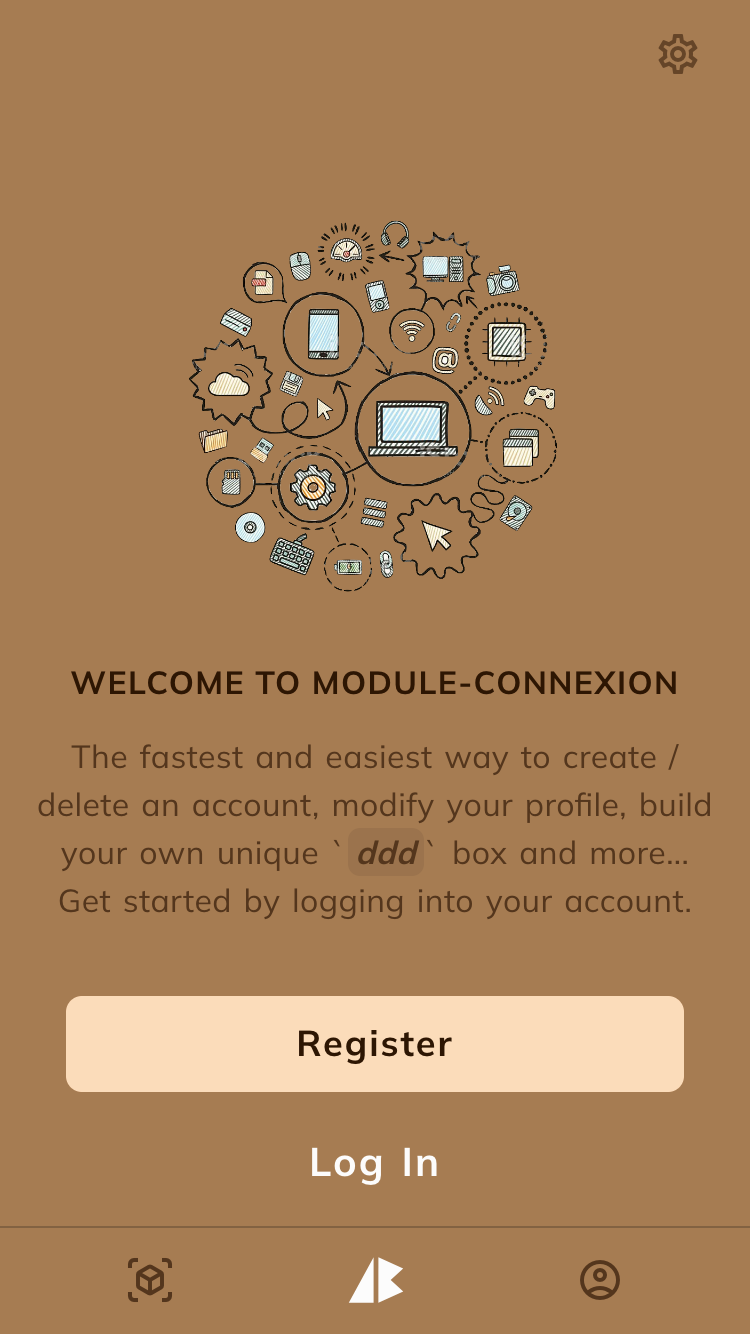 WELCOME TO MODULE-CONNEXION
The fastest and easiest way to create /
delete an account, modify your profile, build
your own unique `ddd` box and more...
Get started by logging into your account.
Register
Log In